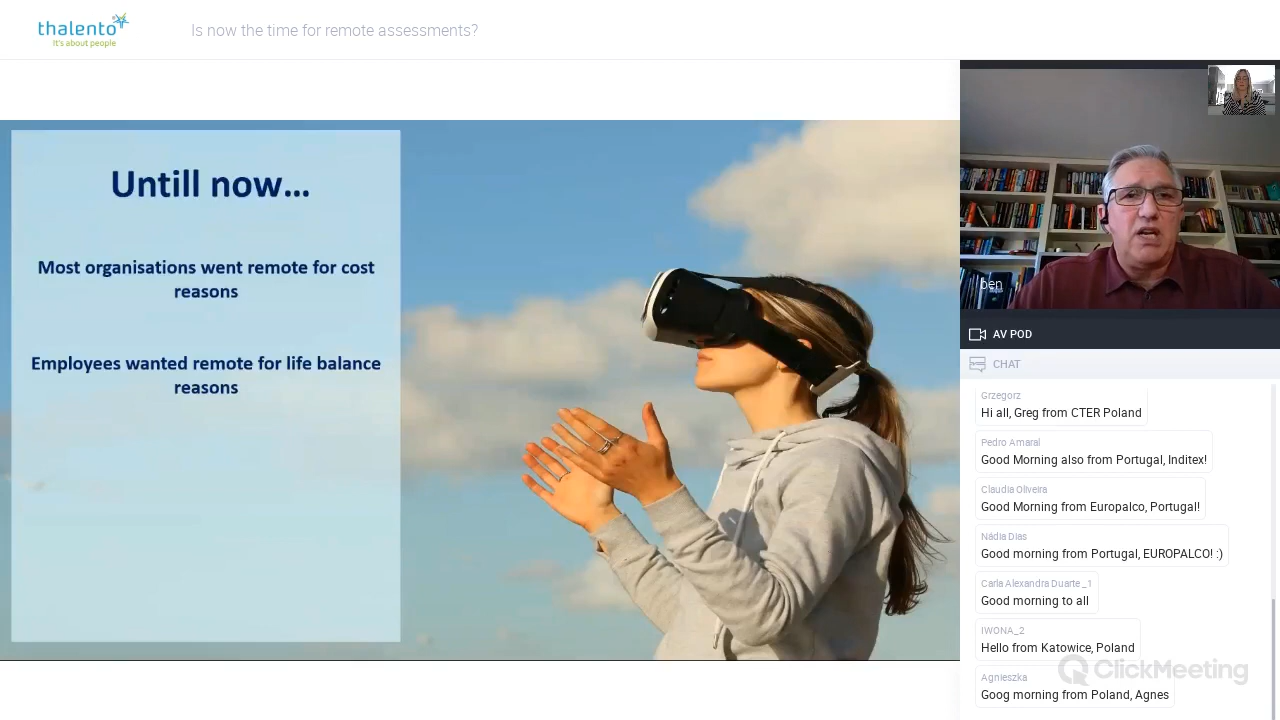 thalento
It's about people
Is now the time for remote assessments?
Untill now...
Most organisations went remote for cost
reasons
Employees wanted remote for life balance
reasons
ben
AV POD
CHAT
Grzegorz
Hi all, Greg from CTER Poland
Pedro Amaral
Good Morning also from Portugal, Inditex!
Claudia Oliveira
Good Morning from Europalco, Portugal!
Nádia Dias
Good morning from Portugal, EUROPALCO! :)
Carla Alexandra Duarte_1
Good morning to all
IWONA_2
Hello from Katowice, Poland
Agnieszka
Goog morning from Poland, Agnes
ClickMeeting